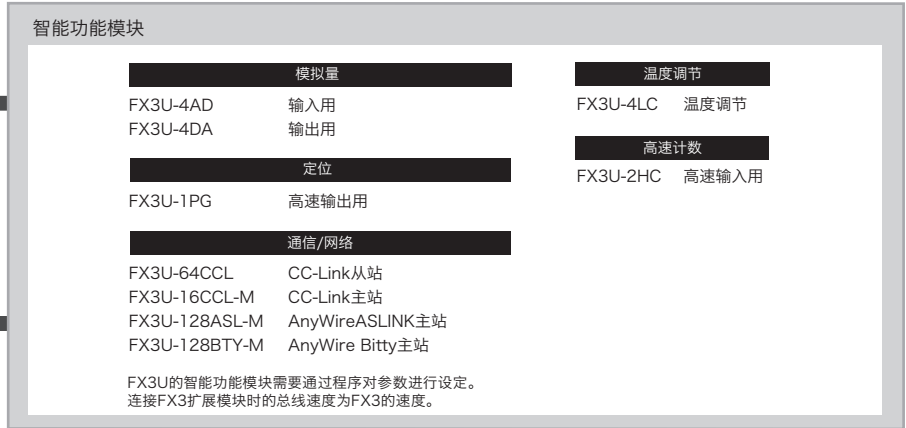 智能功能模块
模拟量
FX3U-4AD 输入用
FX3U-4DA 输出用
定位
FX3U-1PG 高速输出用
通信/网络
FX3U-64CCL CC-Link从站
FX3U-16CCL-M CC-Link主站
FX3U-128ASL-M AnyWireASLINK主站
FX3U-128BTY-M AnyWire Bitty主站
温度调节
FX3U-4LC 温度调节
高速计数
FX3U-2HC 高速输入用
FX3U的智能功能模块需要通过程序对参数进行设定。
连接FX3扩展模块时的总线速度为FX3的速度。